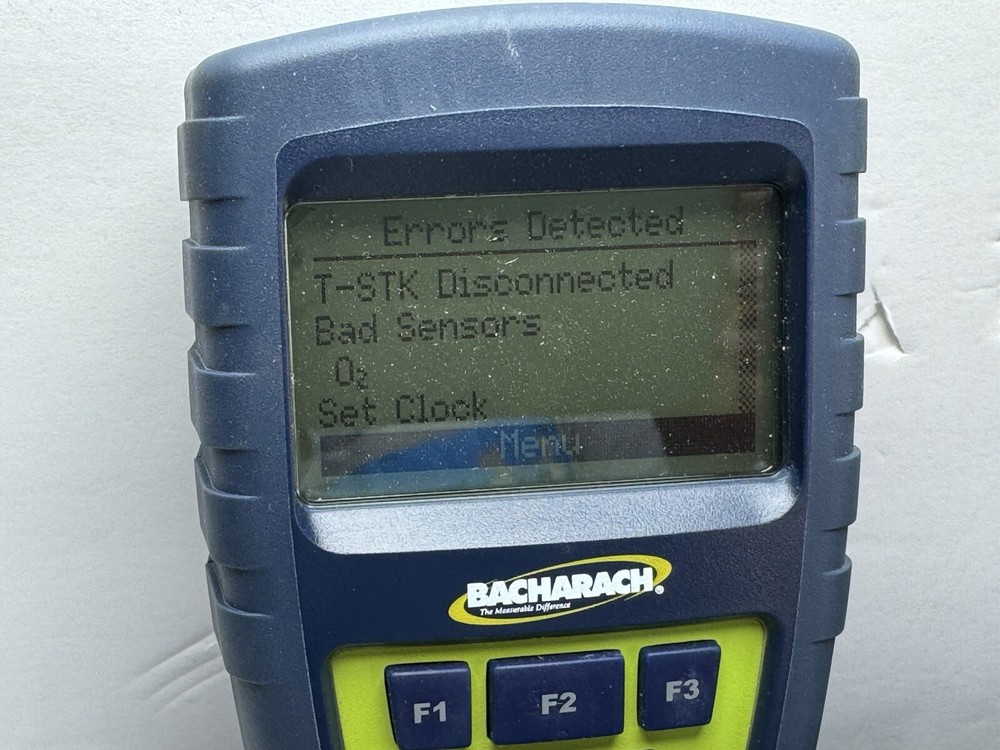 Errors Detected
T-STK Disconnected
Bad Sensors
O₂
Set Clock
Menu
BACHARACH®
The Measurable Difference
F1 F2 F3